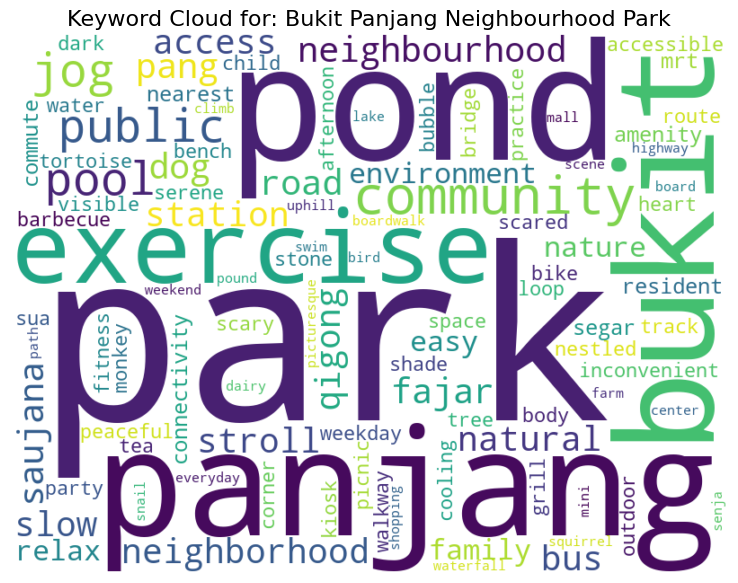 Keyword Cloud for: Bukit Panjang Neighbourhood Park
dark
access
neighbourhood
accessible
jog
pang
child
pond
mrt
water
nearest
climb
lake
mall
route
commute
public
afternoon
bubble
bridge
practice
amenity
bukit
tortoise
bench
highway
pool
dog
serene
road
environment
scene
board
visible
uphill
community
heart
barbecue
station
boardwalk
scared
exercise
swim
stone
bird
nature
pound
bike
resident
weekend
loop
sua
path
park
picturesque
qigong
fitness
monkey
connectivity
scary
space
segar
track
easy
nestled
shade
inconvenient
saujana
dairy
fajar
farm
body
center
peaceful
stroll
weekday
tree
natural
tea
panjang
everyday
party
snail
corner
kiosk
picnic
walkway
shopping
cooling
grill
mini
outdoor
senja
slow
relax
neighborhood
family
waterfall
bus
squirrel